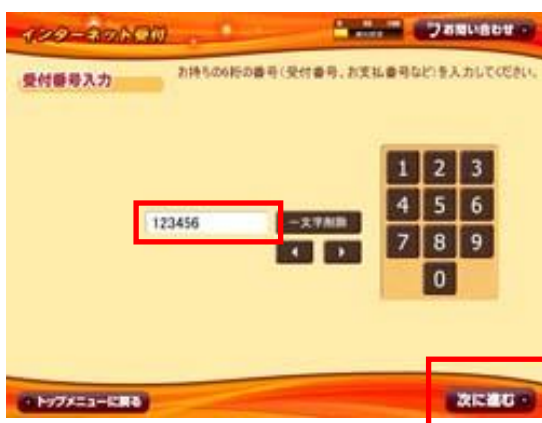 インターネット受付
お問い合わせ
受付番号入力
お持ちの6桁の番号(受付番号、お支払番号など)を入力してください。
1 2 3
123456
一文字削除
4 5 6
7 8 9
0
トップメニューに戻る
次に進む